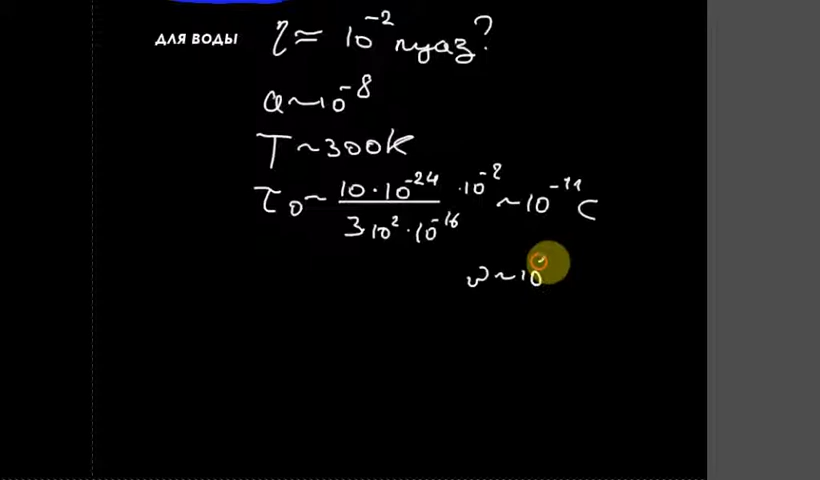 для воды η ≈ 10⁻² пуаз?
a ~ 10⁻⁸
T ~ 300K
τ₀ ~ 10 · 10⁻²⁴ / 3 10² · 10⁻¹⁶ · 10⁻² ~ 10⁻¹¹ с
ν ~ 10